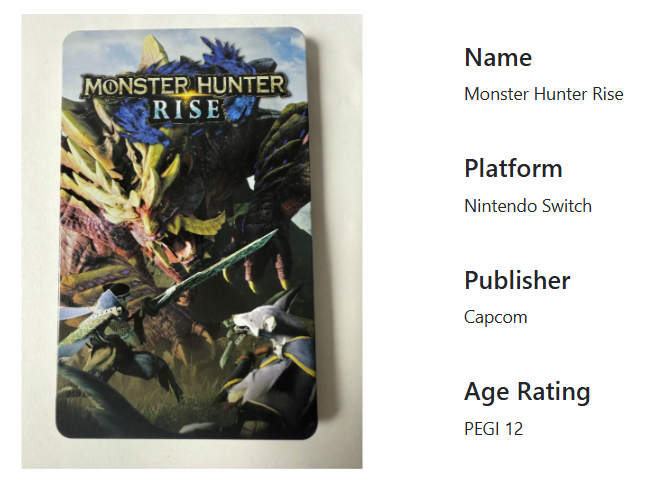 MONSTER HUNTER
RISE
Name
Monster Hunter Rise
Platform
Nintendo Switch
Publisher
Capcom
Age Rating
PEGI 12